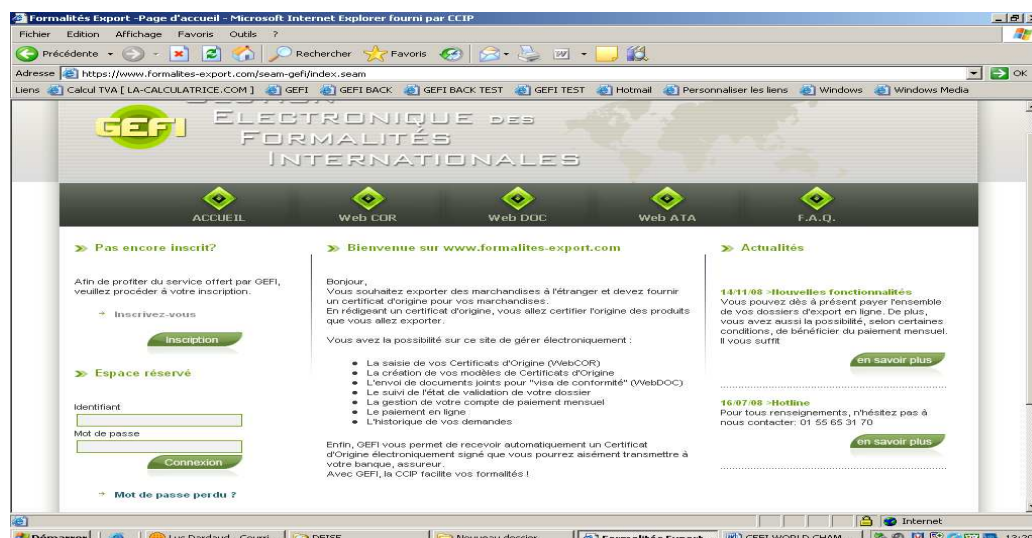 Formalités Export -Page d'accueil - Microsoft Internet Explorer fourni par CCIP
Fichier Edition Affichage Favoris Outils ?
Précédente Rechercher Favoris
Adresse https://www.formalites-export.com/seam-gefi/index.seam OK
Liens Calcul TVA [ LA-CALCULATRICE.COM ] GEFI GEFI BACK GEFI BACK TEST GEFI TEST Hotmail Personnaliser les liens Windows Windows Media
GEFI
GESTION
ELECTRONIQUE DES
FORMALITÉS
INTERNATIONALES
ACCUEIL Web COR Web DOC Web ATA F.A.Q.
Pas encore inscrit?
Afin de profiter du service offert par GEFI,
veuillez procéder à votre inscription.
Inscrivez-vous
Inscription
Espace réservé
Identifiant
Mot de passe
Connexion
Mot de passe perdu ?
Bienvenue sur www.formalites-export.com
Bonjour,
Vous souhaitez exporter des marchandises à l'étranger et devez fournir
un certificat d'origine pour vos marchandises.
En rédigeant un certificat d'origine, vous allez certifier l'origine des produits
que vous allez exporter.
Vous avez la possibilité sur ce site de gérer électroniquement :
La saisie de vos Certificats d'Origine (WebCOR)
La création de vos modèles de Certificats d'Origine
L'envoi de documents joints pour "visa de conformité" (WebDOC)
Le suivi de l'état de validation de votre dossier
La gestion de votre compte de paiement mensuel
Le paiement en ligne
L'historique de vos demandes
Enfin, GEFI vous permet de recevoir automatiquement un Certificat
d'Origine électroniquement signé que vous pourrez aisément transmettre à
votre banque, assureur.
Avec GEFI, la CCIP facilite vos formalités !
Actualités
14/11/08 >Nouvelles fonctionnalités
Vous pouvez dès à présent payer l'ensemble
de vos dossiers d'export en ligne. De plus,
vous avez aussi la possibilité, selon certaines
conditions, de bénéficier du paiement mensuel.
Il vous suffit
en savoir plus
16/07/08 >Hotline
Pour tous renseignements, n'hésitez pas à
nous contacter: 01 55 65 31 70
en savoir plus
Internet
Démarrer Luc Dardaud - Courri... Nouveau dossier Formalités Export... GEFI WORLD CHAM...